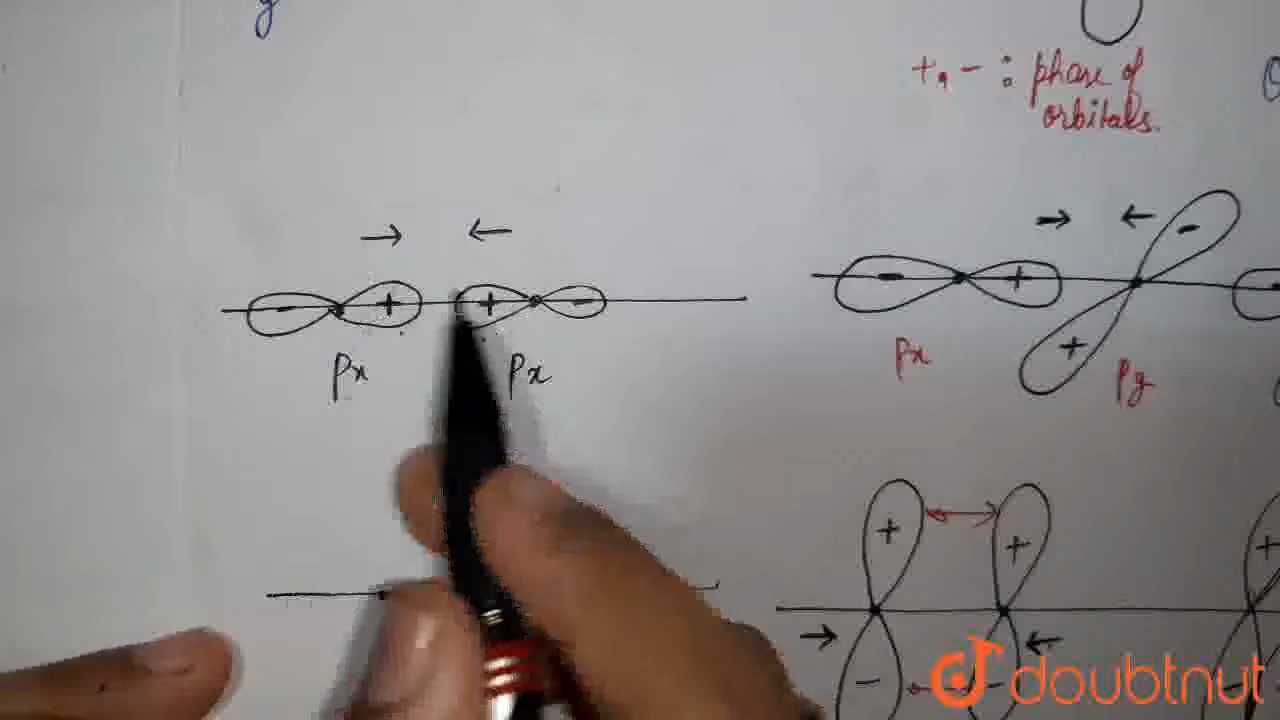 y
+, - : phase of
orbitals.
→ ←
- + + -
Px Px
→ ←
- + - +
Px Py
+ +
→ ←
- -
+
doubtnut